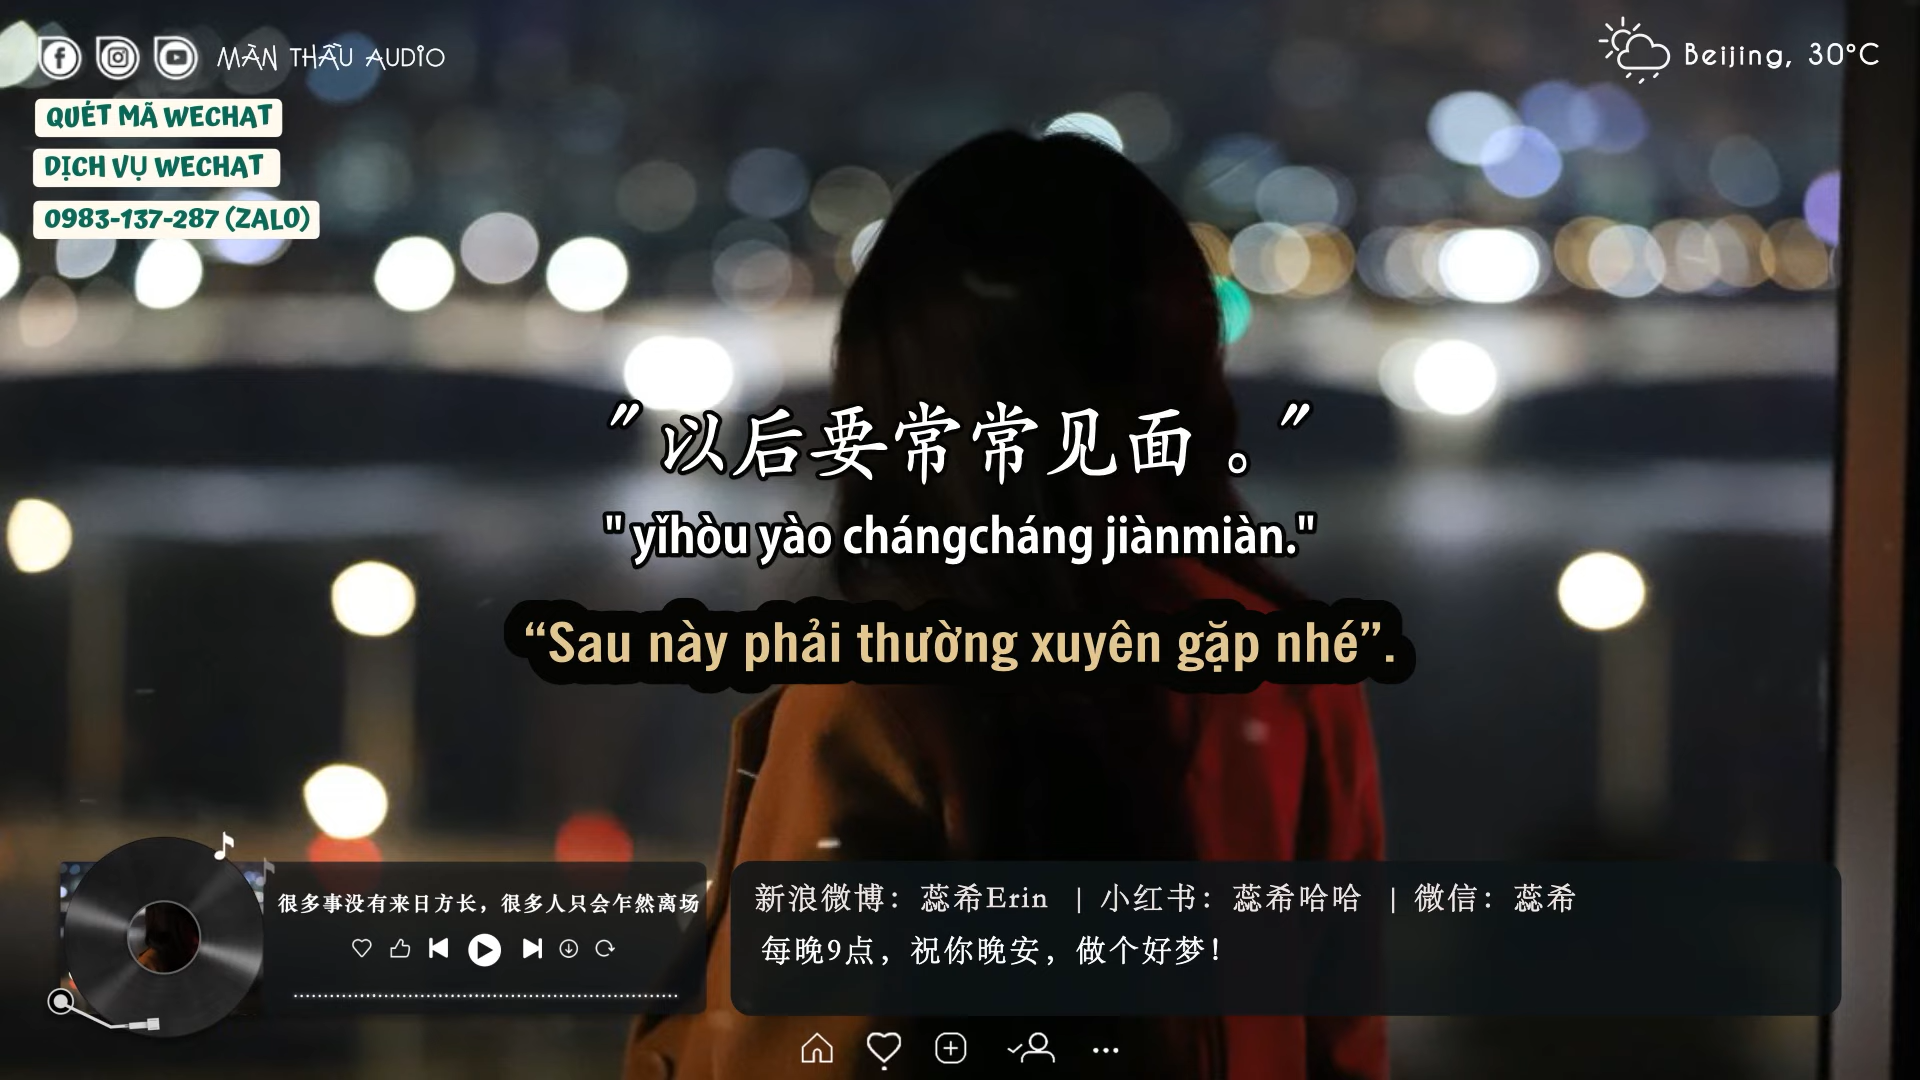 MÀN THẦU AUDIO
Beijing, 30°C
QUÉT MÃ WECHAT
DỊCH VỤ WECHAT
0983-137-287 (ZALO)
"以后要常常见面 。"
"yǐhòu yào chángcháng jiànmiàn."
“Sau này phải thường xuyên gặp nhé”.
很多事没有来日方长，很多人只会乍然离场
新浪微博：蕊希Erin | 小红书：蕊希哈哈 | 微信：蕊希
每晚9点，祝你晚安，做个好梦！